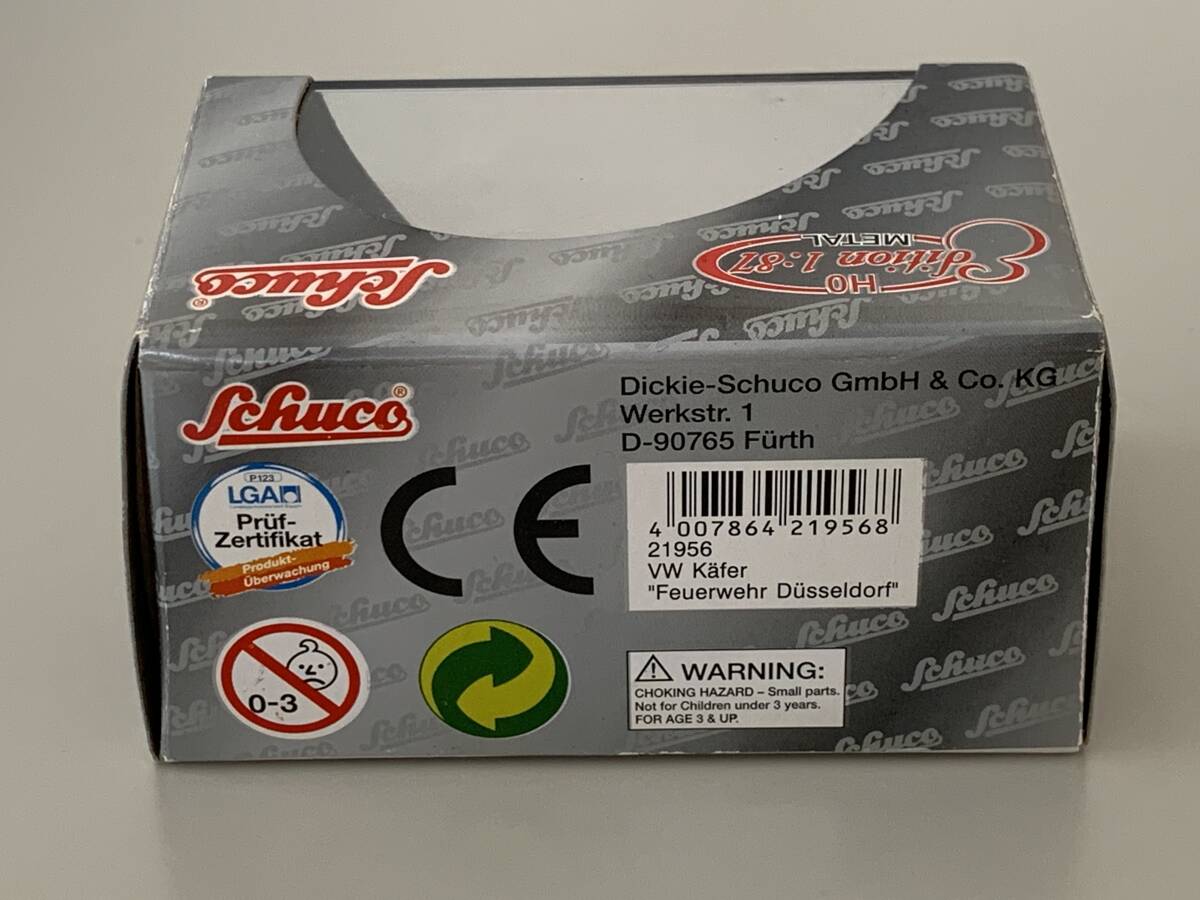 Schuco®
Edition 1:87
METAL
H0
Schuco®
Dickie-Schuco GmbH & Co. KG
Werkstr. 1
D-90765 Fürth
P123
LGA
Prüf-
Zertifikat
Produkt-
Überwachung
CE
4 007864 219568
21956
VW Käfer
"Feuerwehr Düsseldorf"
0-3
WARNING:
CHOKING HAZARD – Small parts.
Not for Children under 3 years.
FOR AGE 3 & UP.